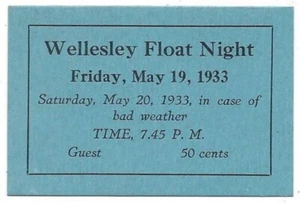 Wellesley Float Night
Friday, May 19, 1933
Saturday, May 20, 1933, in case of
bad weather
TIME, 7.45 P. M.
Guest 50 cents